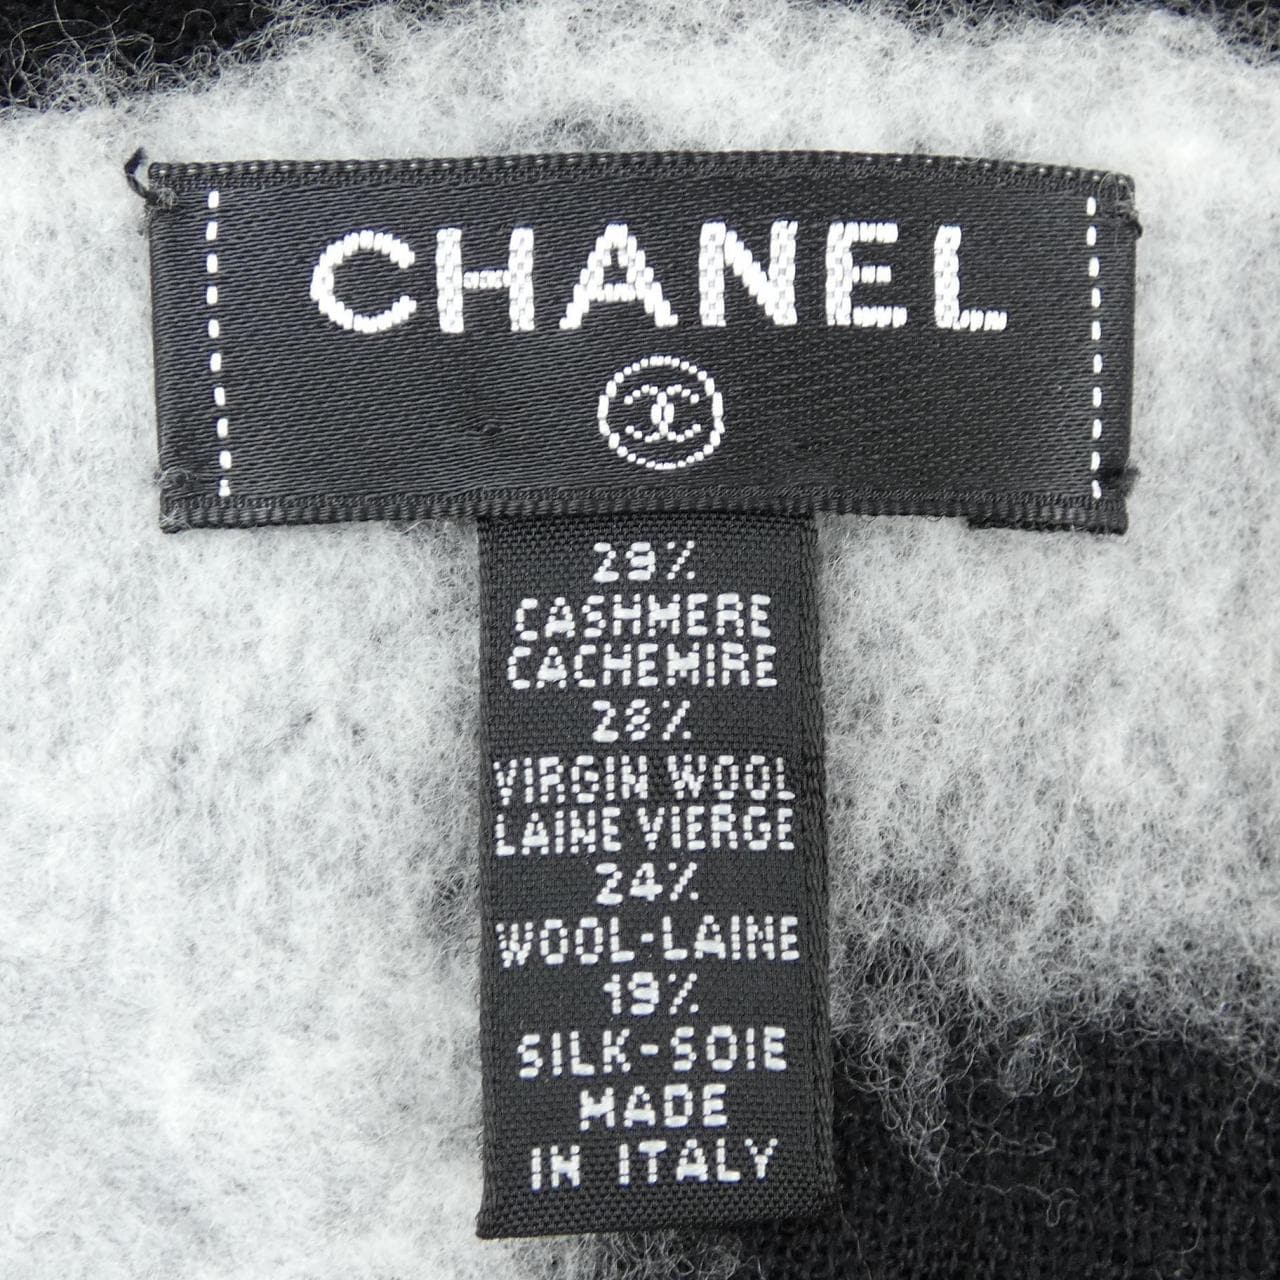 CHANEL
29%
CASHMERE
CACHEMIRE
28%
VIRGIN WOOL
LAINE VIERGE
24%
WOOL-LAINE
19%
SILK-SOIE
MADE
IN ITALY